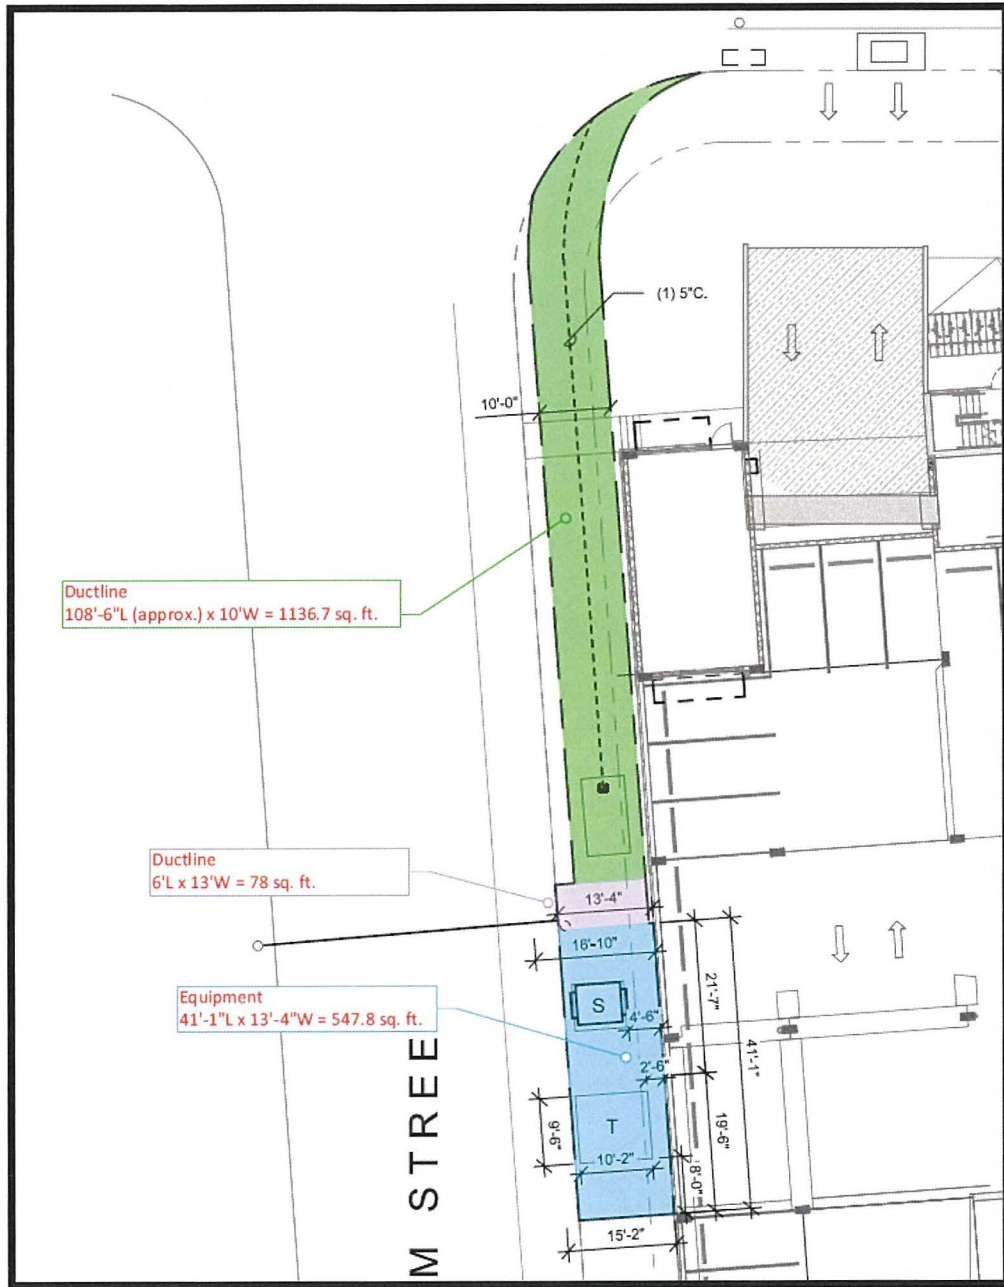 (1) 5"C.
10'-0"
Ductline
108'-6"L (approx.) x 10'W = 1136.7 sq. ft.
Ductline
6'L x 13'W = 78 sq. ft.
13'-4"
16'-10"
Equipment
41'-1"L x 13'-4"W = 547.8 sq. ft.
S
4'-6"
21'-7"
41'-1"
2'-6"
T
9'-6"
10'-2"
19'-6"
8'-0"
15'-2"
M STREE